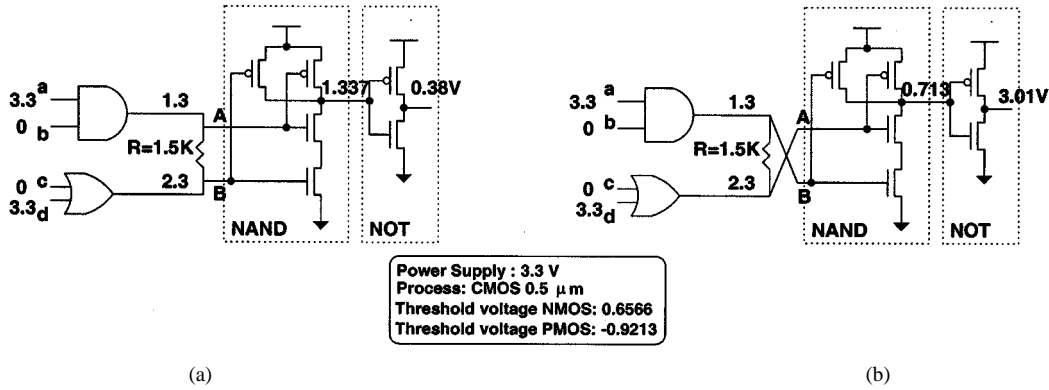 a
3.3
0 b
1.3
A
R=1.5K
0 c
3.3 d
2.3
B
1.337
0.38V
NAND
NOT
a
3.3
0 b
1.3
A
R=1.5K
0 c
3.3 d
2.3
B
0.713
3.01V
NAND
NOT
Power Supply : 3.3 V
Process: CMOS 0.5 μm
Threshold voltage NMOS: 0.6566
Threshold voltage PMOS: -0.9213
(a)
(b)